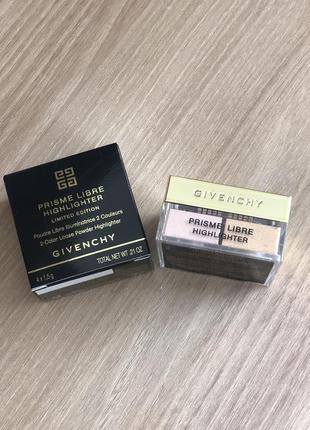 PRISME LIBRE
HIGHLIGHTER
LIMITED EDITION
Poudre Libre Illuminatrice 2 Couleurs
2-Color Loose Powder Highlighter
GIVENCHY
4 x 1.5 g
TOTAL NET WT. .21 OZ
GIVENCHY
PRISME LIBRE
HIGHLIGHTER